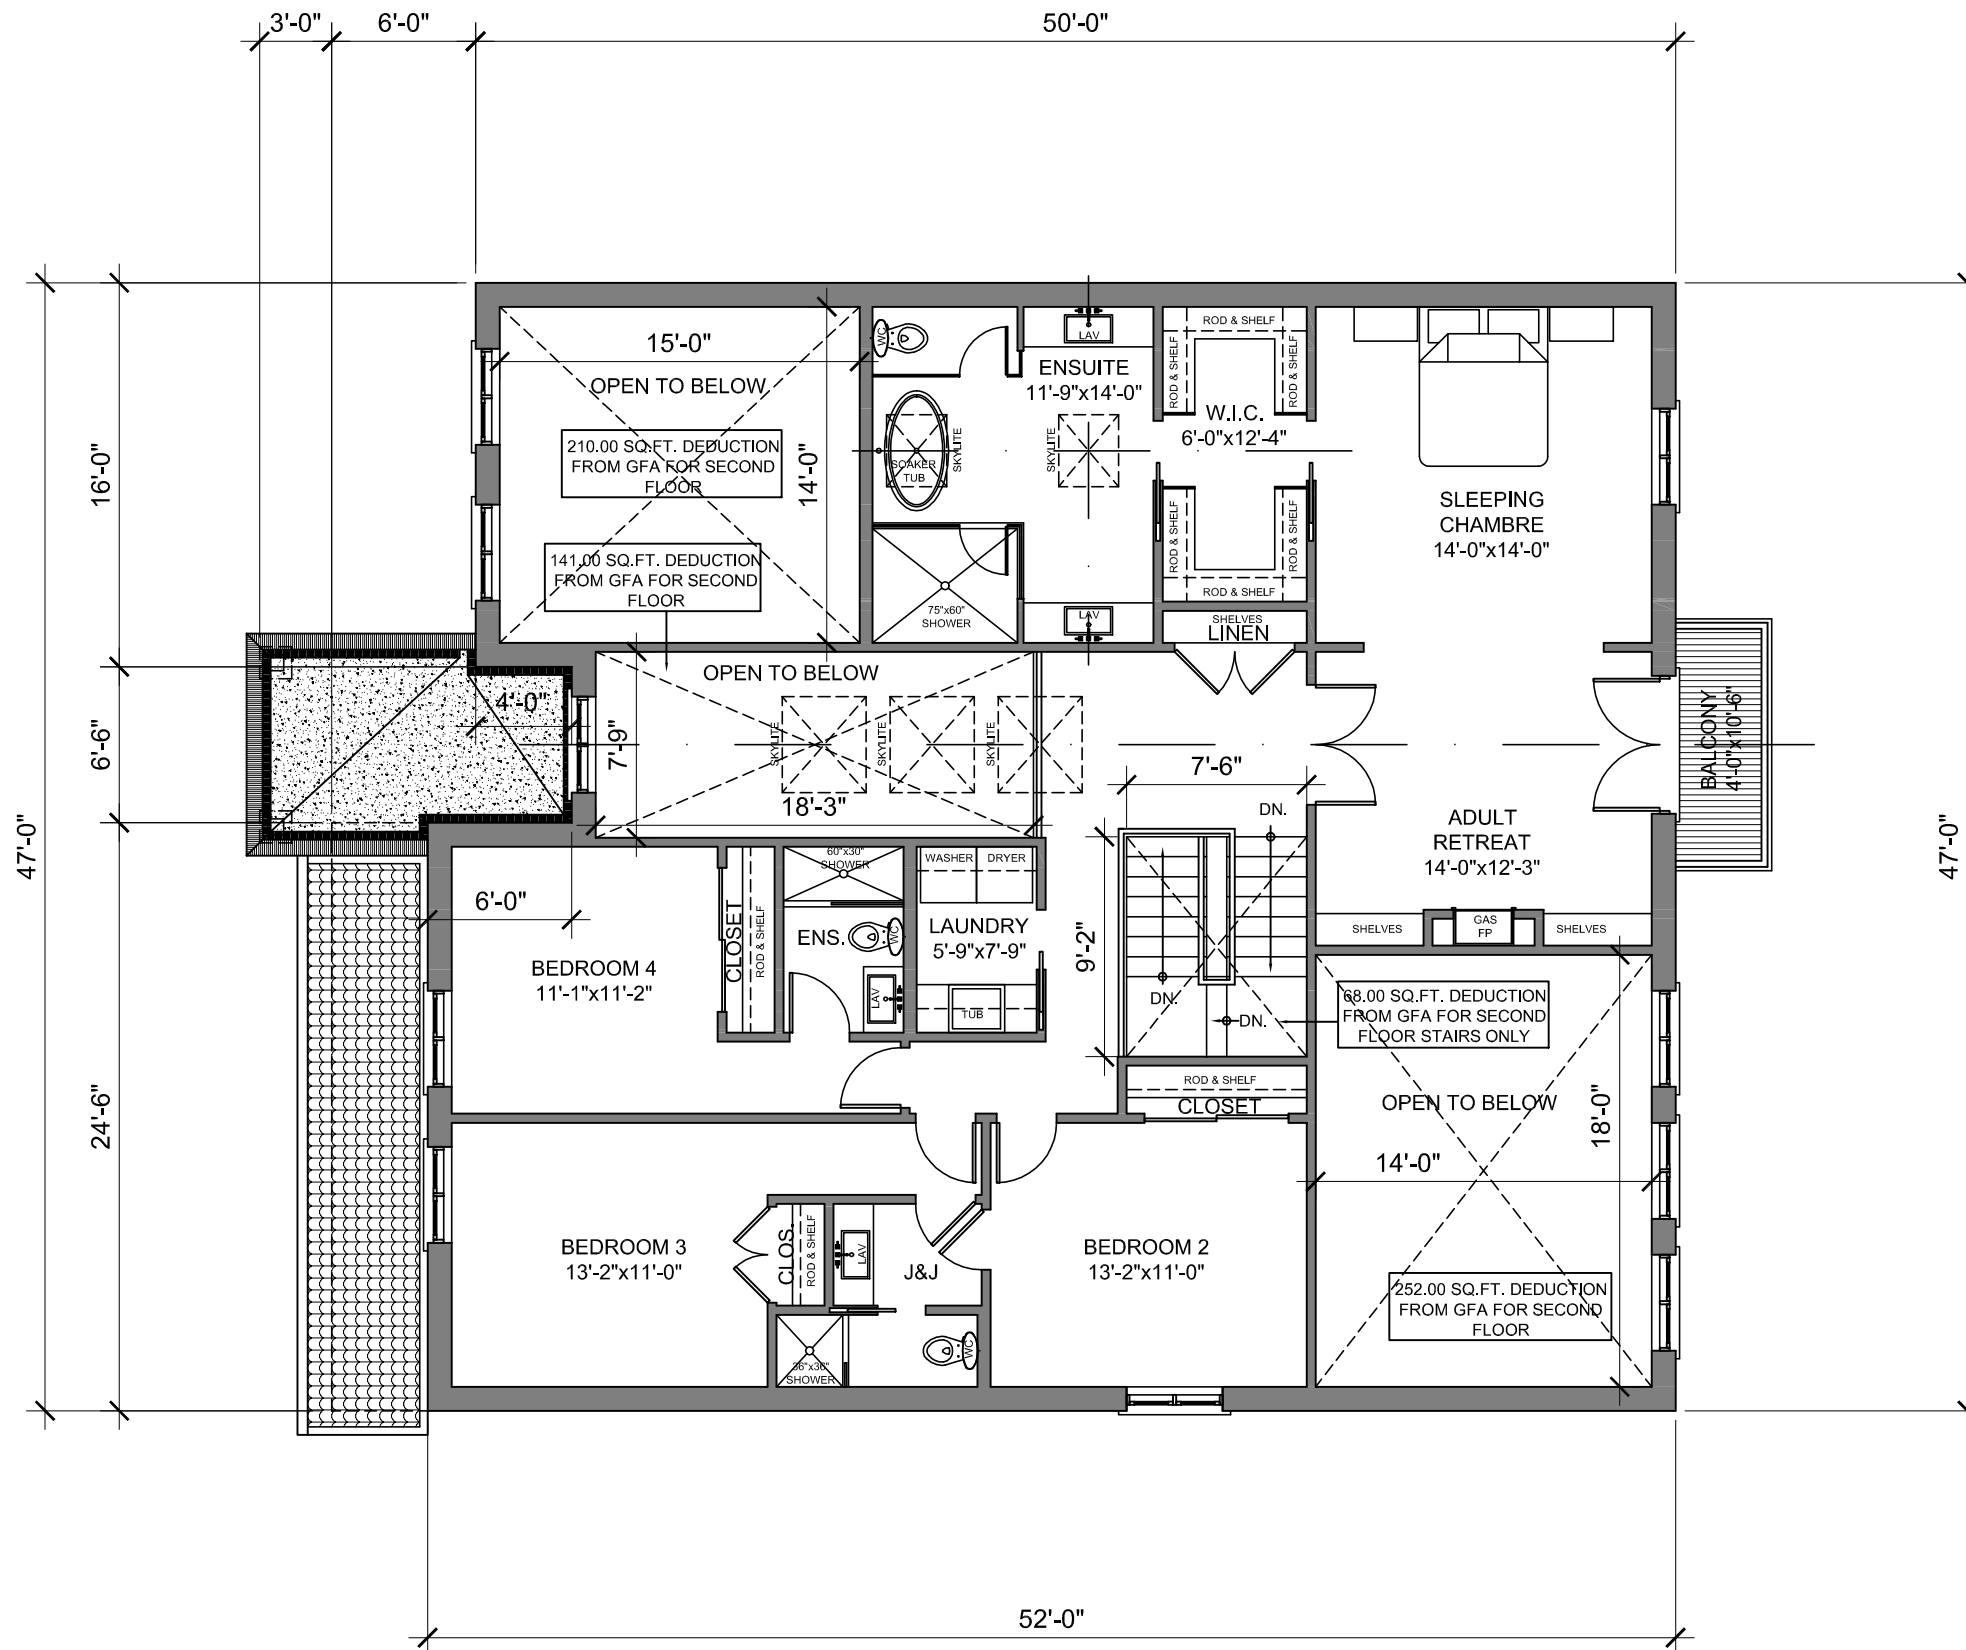 3'-0"
6'-0"
50'-0"
47'-0"
16'-0"
6'-6"
24'-6"
47'-0"
52'-0"
15'-0"
OPEN TO BELOW
14'-0"
210.00 SQ.FT. DEDUCTION
FROM GFA FOR SECOND
FLOOR
141.00 SQ.FT. DEDUCTION
FROM GFA FOR SECOND
FLOOR
WC
LAV
ENSUITE
11'-9"x14'-0"
SOAKER
TUB
SKYLITE
SKYLITE
75"x60"
SHOWER
LAV
ROD & SHELF
ROD & SHELF
ROD & SHELF
W.I.C.
6'-0"x12'-4"
ROD & SHELF
ROD & SHELF
ROD & SHELF
SHELVES
LINEN
SLEEPING
CHAMBRE
14'-0"x14'-0"
OPEN TO BELOW
4'-0"
7'-9"
SKYLITE
SKYLITE
SKYLITE
18'-3"
7'-6"
DN.
BALCONY
4'-0"x10'-6"
ADULT
RETREAT
14'-0"x12'-3"
SHELVES
GAS
FP
SHELVES
6'-0"
BEDROOM 4
11'-1"x11'-2"
CLOSET
ROD & SHELF
60"x30"
SHOWER
ENS.
WC
LAV
WASHER
DRYER
LAUNDRY
5'-9"x7'-9"
TUB
9'-2"
DN.
DN.
68.00 SQ.FT. DEDUCTION
FROM GFA FOR SECOND
FLOOR STAIRS ONLY
ROD & SHELF
CLOSET
OPEN TO BELOW
18'-0"
14'-0"
252.00 SQ.FT. DEDUCTION
FROM GFA FOR SECOND
FLOOR
BEDROOM 3
13'-2"x11'-0"
CLOS.
ROD & SHELF
LAV
J&J
36"x36"
SHOWER
WC
BEDROOM 2
13'-2"x11'-0"